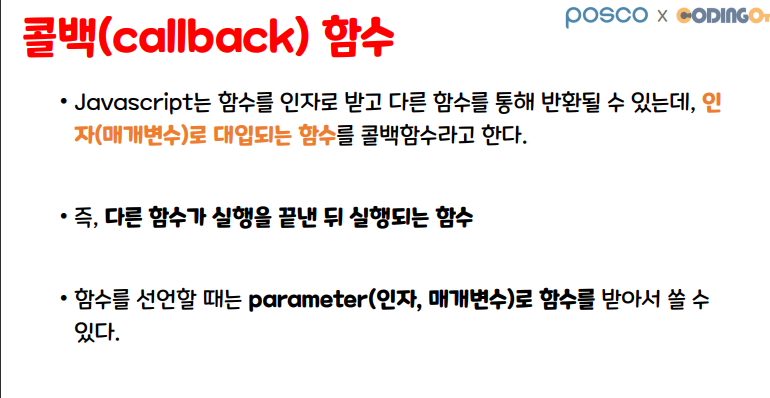 콜백(callback) 함수
posco x CODINGOn
• Javascript는 함수를 인자로 받고 다른 함수를 통해 반환될 수 있는데, 인
자(매개변수)로 대입되는 함수를 콜백함수라고 한다.
• 즉, 다른 함수가 실행을 끝낸 뒤 실행되는 함수
• 함수를 선언할 때는 parameter(인자, 매개변수)로 함수를 받아서 쓸 수
있다.